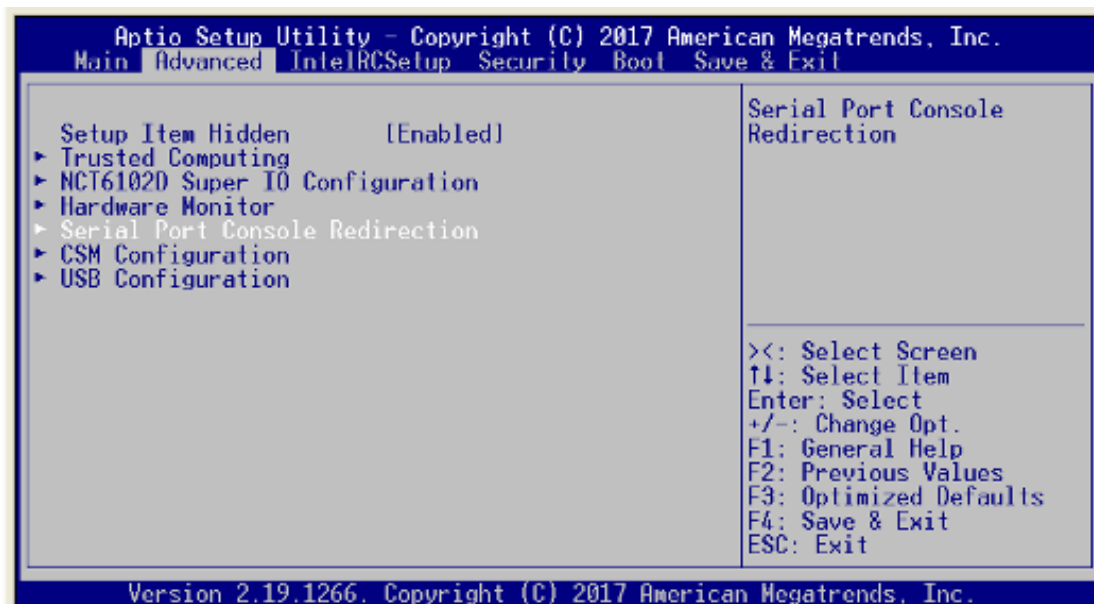 Aptio Setup Utility – Copyright (C) 2017 American Megatrends, Inc.
Main Advanced IntelRCSetup Security Boot Save & Exit
Setup Item Hidden [Enabled]
► Trusted Computing
► NCT6102D Super IO Configuration
► Hardware Monitor
► Serial Port Console Redirection
► CSM Configuration
► USB Configuration
Serial Port Console
Redirection
><: Select Screen
↑↓: Select Item
Enter: Select
+/-: Change Opt.
F1: General Help
F2: Previous Values
F3: Optimized Defaults
F4: Save & Exit
ESC: Exit
Version 2.19.1266. Copyright (C) 2017 American Megatrends, Inc.